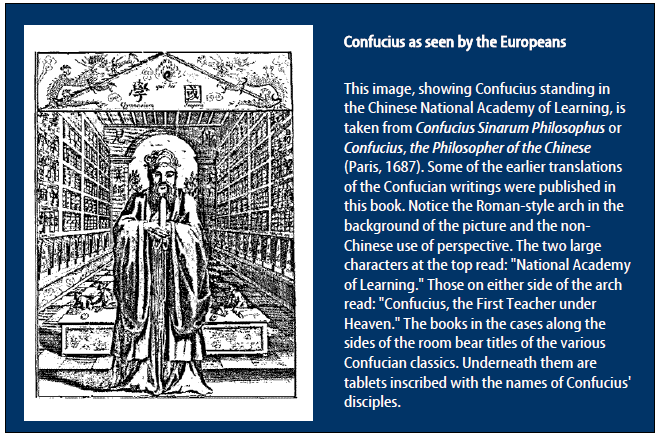 國
學
Confucius as seen by the Europeans
This image, showing Confucius standing in
the Chinese National Academy of Learning, is
taken from Confucius Sinarum Philosophus or
Confucius, the Philosopher of the Chinese
(Paris, 1687). Some of the earlier translations
of the Confucian writings were published in
this book. Notice the Roman-style arch in the
background of the picture and the non-
Chinese use of perspective. The two large
characters at the top read: "National Academy
of Learning." Those on either side of the arch
read: "Confucius, the First Teacher under
Heaven." The books in the cases along the
sides of the room bear titles of the various
Confucian classics. Underneath them are
tablets inscribed with the names of Confucius'
disciples.